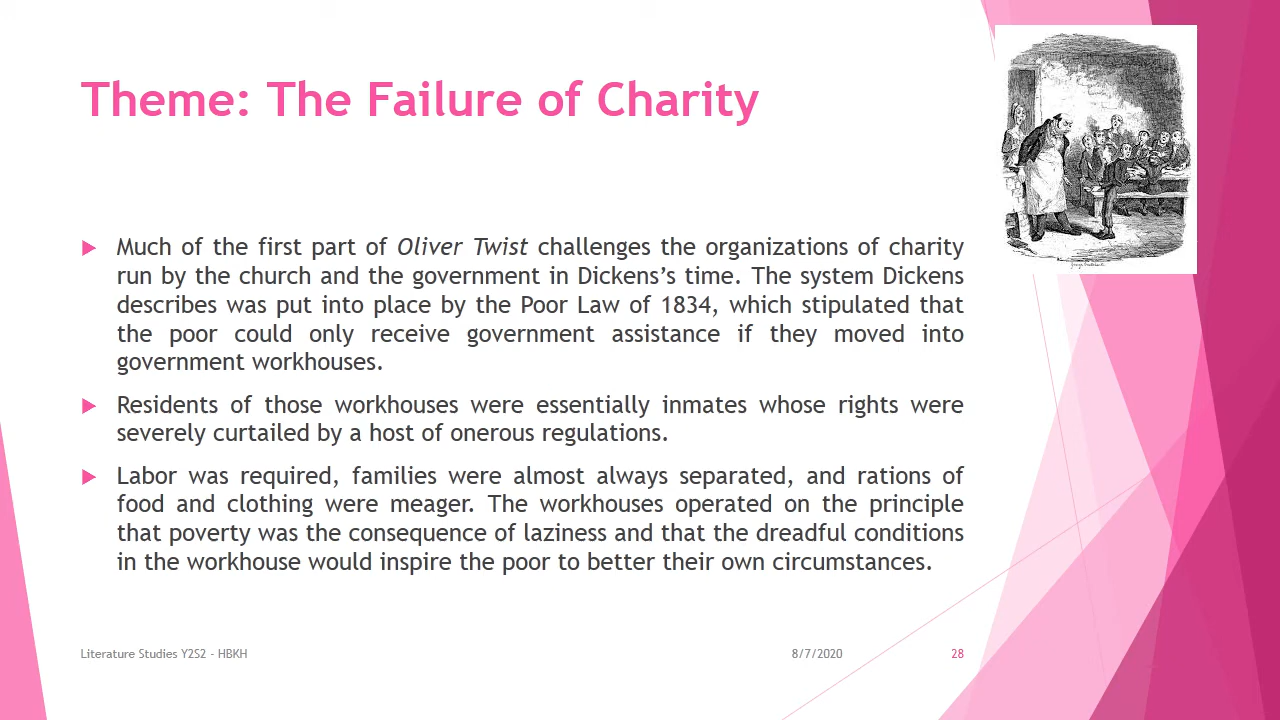 Theme: The Failure of Charity
Much of the first part of Oliver Twist challenges the organizations of charity
run by the church and the government in Dickens’s time. The system Dickens
describes was put into place by the Poor Law of 1834, which stipulated that
the poor could only receive government assistance if they moved into
government workhouses.
Residents of those workhouses were essentially inmates whose rights were
severely curtailed by a host of onerous regulations.
Labor was required, families were almost always separated, and rations of
food and clothing were meager. The workhouses operated on the principle
that poverty was the consequence of laziness and that the dreadful conditions
in the workhouse would inspire the poor to better their own circumstances.
Literature Studies Y2S2 - HBKH
8/7/2020
28